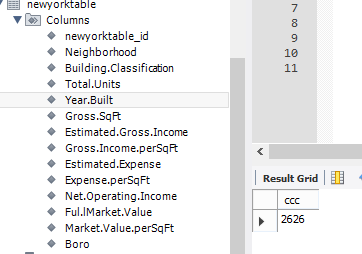 newyorktable
Columns
newyorktable_id
Neighborhood
Building.Classification
Total.Units
Year.Built
Gross.SqFt
Estimated.Gross.Income
Gross.Income.perSqFt
Estimated.Expense
Expense.perSqFt
Net.Operating.Income
Ful.lMarket.Value
Market.Value.perSqFt
Boro
7
8
9
10
11
Result Grid
ccc
2626